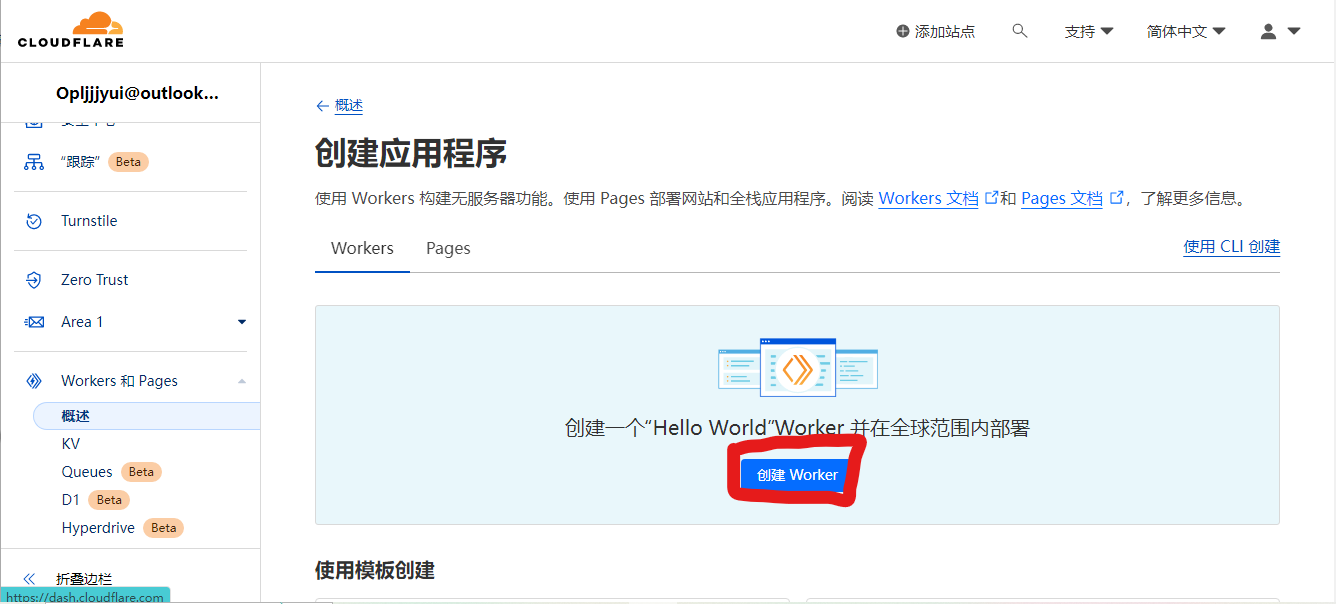 CLOUDFLARE
添加站点
支持
简体中文
Opljjjyui@outlook...
“跟踪” Beta
Turnstile
Zero Trust
Area 1
Workers 和 Pages
概述
KV
Queues Beta
D1 Beta
Hyperdrive Beta
折叠边栏
https://dash.cloudflare.com
← 概述
创建应用程序
使用 Workers 构建无服务器功能。使用 Pages 部署网站和全栈应用程序。阅读 Workers 文档 和 Pages 文档 ，了解更多信息。
Workers Pages
使用 CLI 创建
创建一个“Hello World”Worker 并在全球范围内部署
创建 Worker
使用模板创建